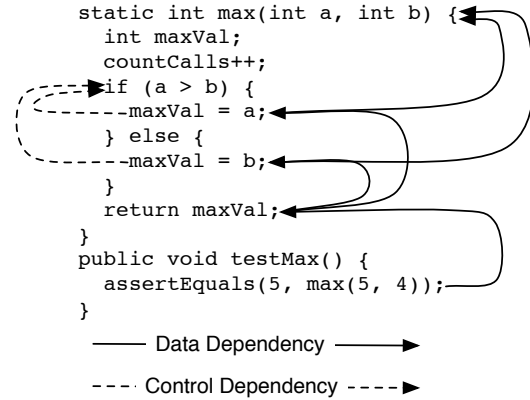 static int max(int a, int b) {
int maxVal;
countCalls++;
if (a > b) {
maxVal = a;
} else {
maxVal = b;
}
return maxVal;
}
public void testMax() {
assertEquals(5, max(5, 4));
}
Data Dependency
Control Dependency